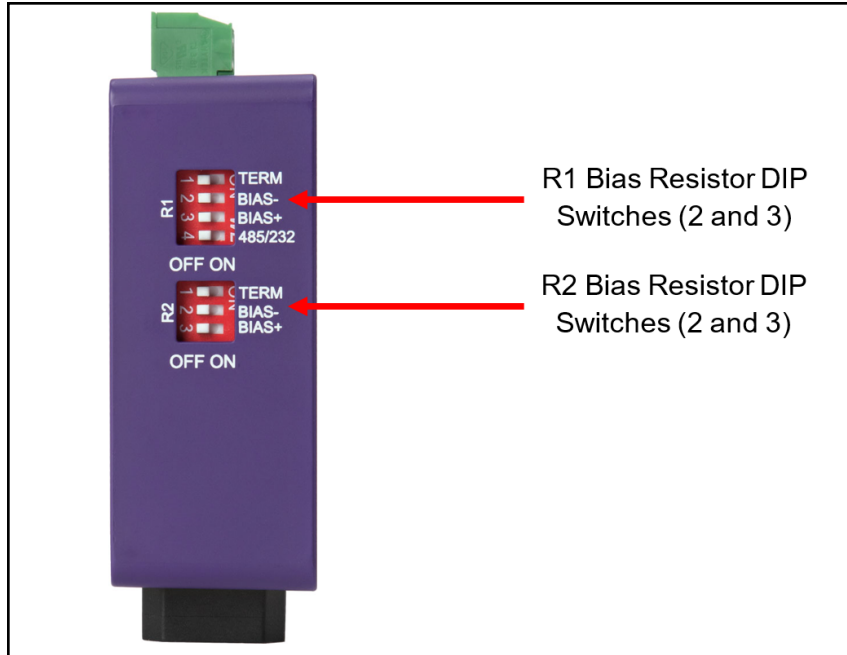 R1
1
TERM
2
BIAS-
3
BIAS+
4
485/232
OFF ON
R2
1
TERM
2
BIAS-
3
BIAS+
OFF ON
R1 Bias Resistor DIP
Switches (2 and 3)
R2 Bias Resistor DIP
Switches (2 and 3)